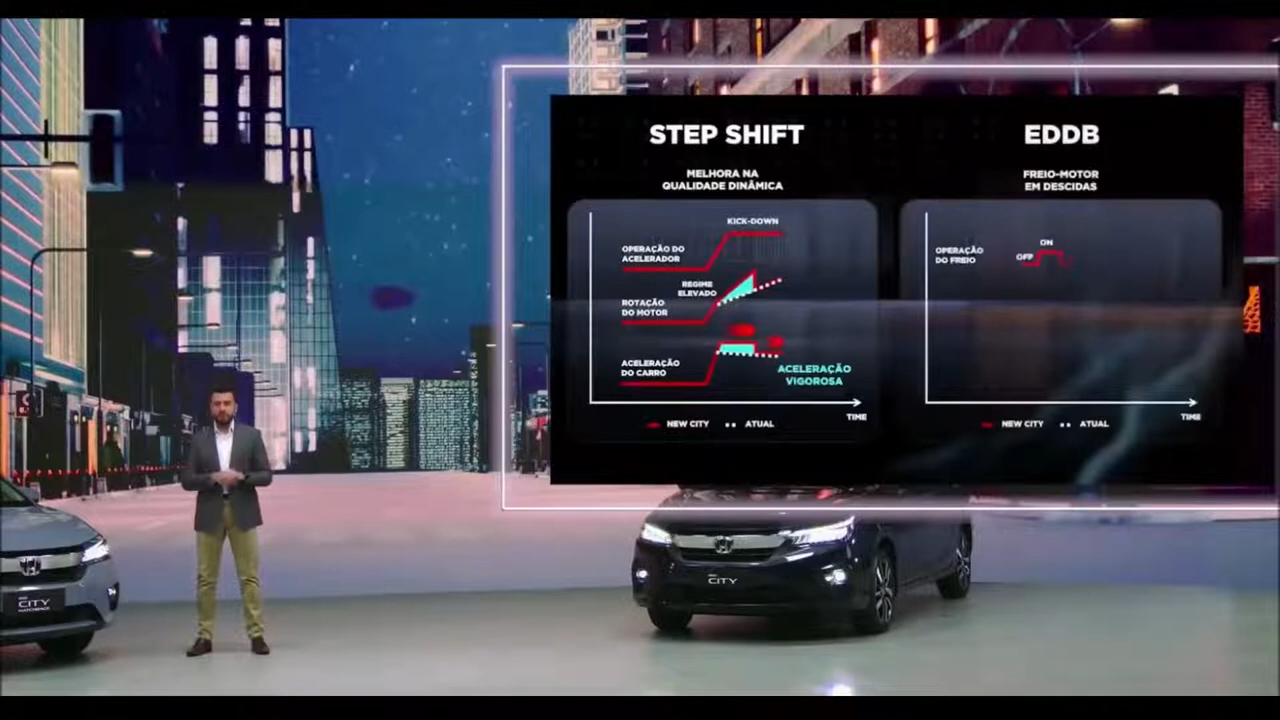 STEP SHIFT
MELHORA NA
QUALIDADE DINÂMICA
KICK-DOWN
OPERAÇÃO DO
ACELERADOR
REGIME
ELEVADO
ROTAÇÃO
DO MOTOR
ACELERAÇÃO
DO CARRO
ACELERAÇÃO
VIGOROSA
TIME
NEW CITY
ATUAL
EDDB
FREIO-MOTOR
EM DESCIDAS
OPERAÇÃO
DO FREIO
OFF
ON
TIME
NEW CITY
ATUAL
CITY
HATCHBACK
CITY